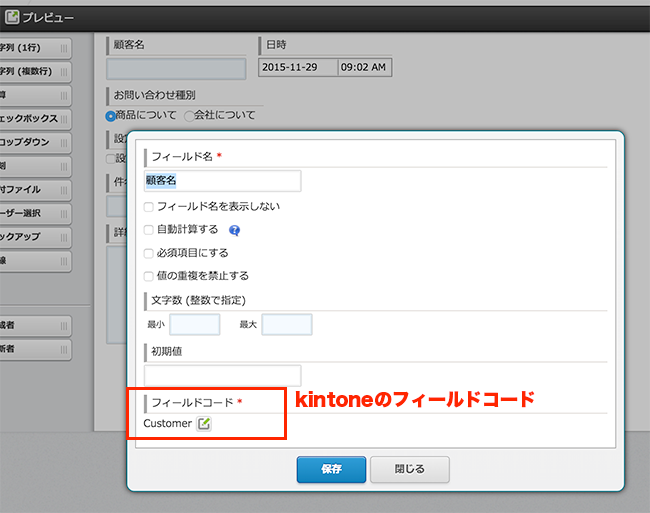 プレビュー
字列 (1行)
字列 (複数行)
算
ェックボックス
ロップダウン
刻
付ファイル
ーザー選択
ックアップ
線
成者
新者
顧客名
日時
2015-11-29 09:02 AM
お問い合わせ種別
商品について 会社について
設
設
件
詳
フィールド名 *
顧客名
フィールド名を表示しない
自動計算する ?
必須項目にする
値の重複を禁止する
文字数 (整数で指定)
最小 最大
初期値
フィールドコード *
Customer
kintoneのフィールドコード
保存 閉じる